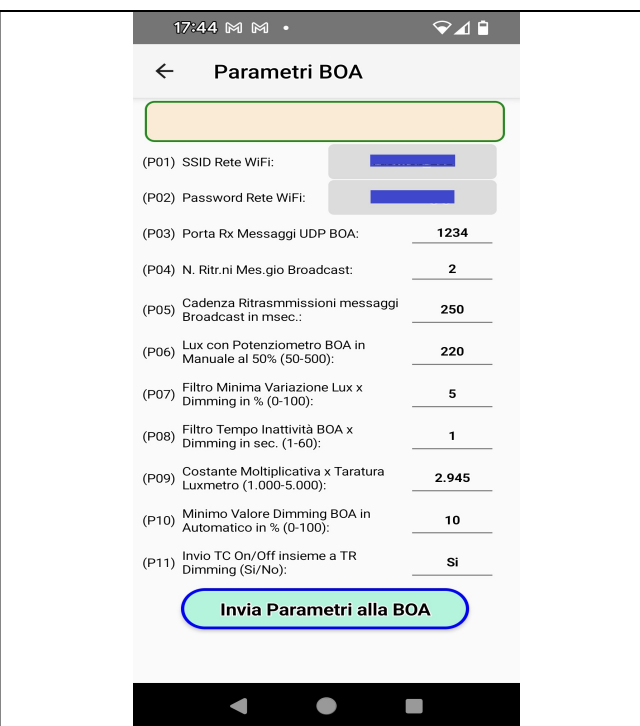 17:44
Parametri BOA
(P01) SSID Rete WiFi:
(P02) Password Rete WiFi:
(P03) Porta Rx Messaggi UDP BOA: 1234
(P04) N. Ritr.ni Mes.gio Broadcast: 2
(P05) Cadenza Ritrasmmissioni messaggi
Broadcast in msec.: 250
(P06) Lux con Potenziometro BOA in
Manuale al 50% (50-500): 220
(P07) Filtro Minima Variazione Lux x
Dimming in % (0-100): 5
(P08) Filtro Tempo Inattività BOA x
Dimming in sec. (1-60): 1
(P09) Costante Moltiplicativa x Taratura
Luxmetro (1.000-5.000): 2.945
(P10) Minimo Valore Dimming BOA in
Automatico in % (0-100): 10
(P11) Invio TC On/Off insieme a TR
Dimming (Si/No): Si
Invia Parametri alla BOA